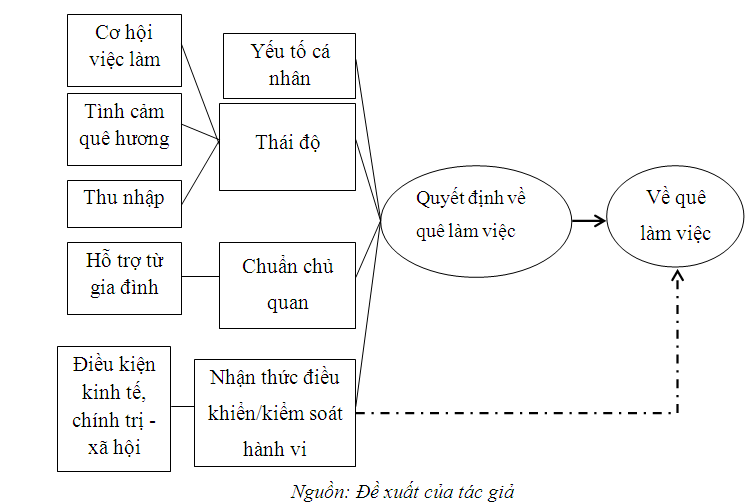 Cơ hội
việc làm
Yếu tố cá
nhân
Tình cảm
quê hương
Thái độ
Thu nhập
Quyết định về
quê làm việc
Về quê
làm việc
Hỗ trợ từ
gia đình
Chuẩn chủ
quan
Điều kiện
kinh tế,
chính trị -
xã hội
Nhận thức điều
khiển/kiểm soát
hành vi
Nguồn: Đề xuất của tác giả